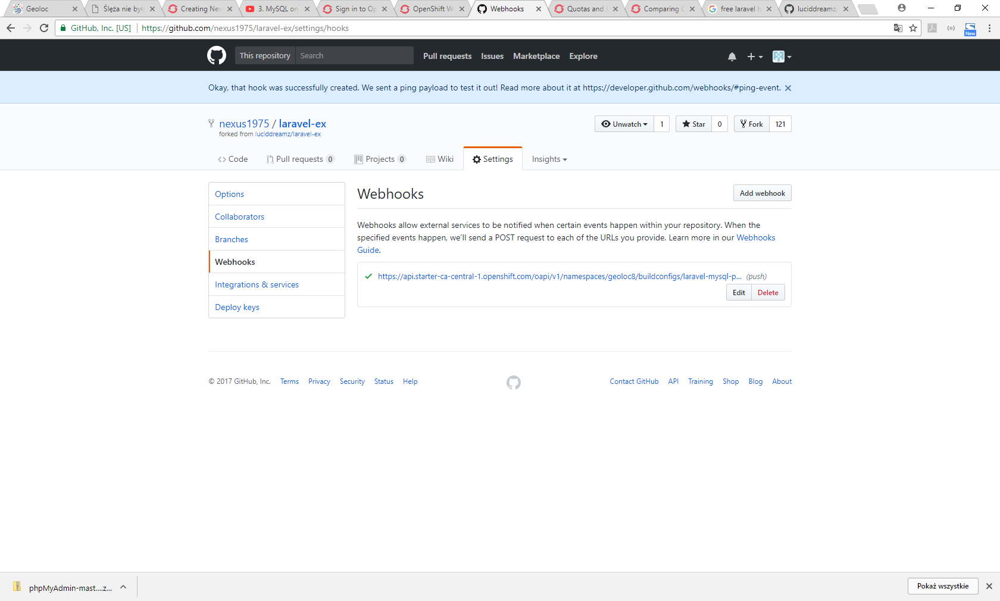 Geoloc
Ślęża nie był
Creating New
3. MySQL on
Sign in to Op
OpenShift W
Webhooks
Quotas and
Comparing
free laravel h
luciddreamz
GitHub, Inc. [US] https://github.com/nexus1975/laravel-ex/settings/hooks
New
This repository Search Pull requests Issues Marketplace Explore
Okay, that hook was successfully created. We sent a ping payload to test it out! Read more about it at https://developer.github.com/webhooks/#ping-event.
nexus1975 / laravel-ex
forked from luciddreamz/laravel-ex
Unwatch 1 Star 0 Fork 121
Code Pull requests 0 Projects 0 Wiki Settings Insights
Options
Collaborators
Branches
Webhooks
Integrations & services
Deploy keys
Webhooks
Add webhook
Webhooks allow external services to be notified when certain events happen within your repository. When the
specified events happen, we’ll send a POST request to each of the URLs you provide. Learn more in our Webhooks
Guide.
https://api.starter-ca-central-1.openshift.com/oapi/v1/namespaces/geoloc8/buildconfigs/laravel-mysql-p... (push)
Edit Delete
© 2017 GitHub, Inc. Terms Privacy Security Status Help
Contact GitHub API Training Shop Blog About
phpMyAdmin-mast....z...
Pokaż wszystkie